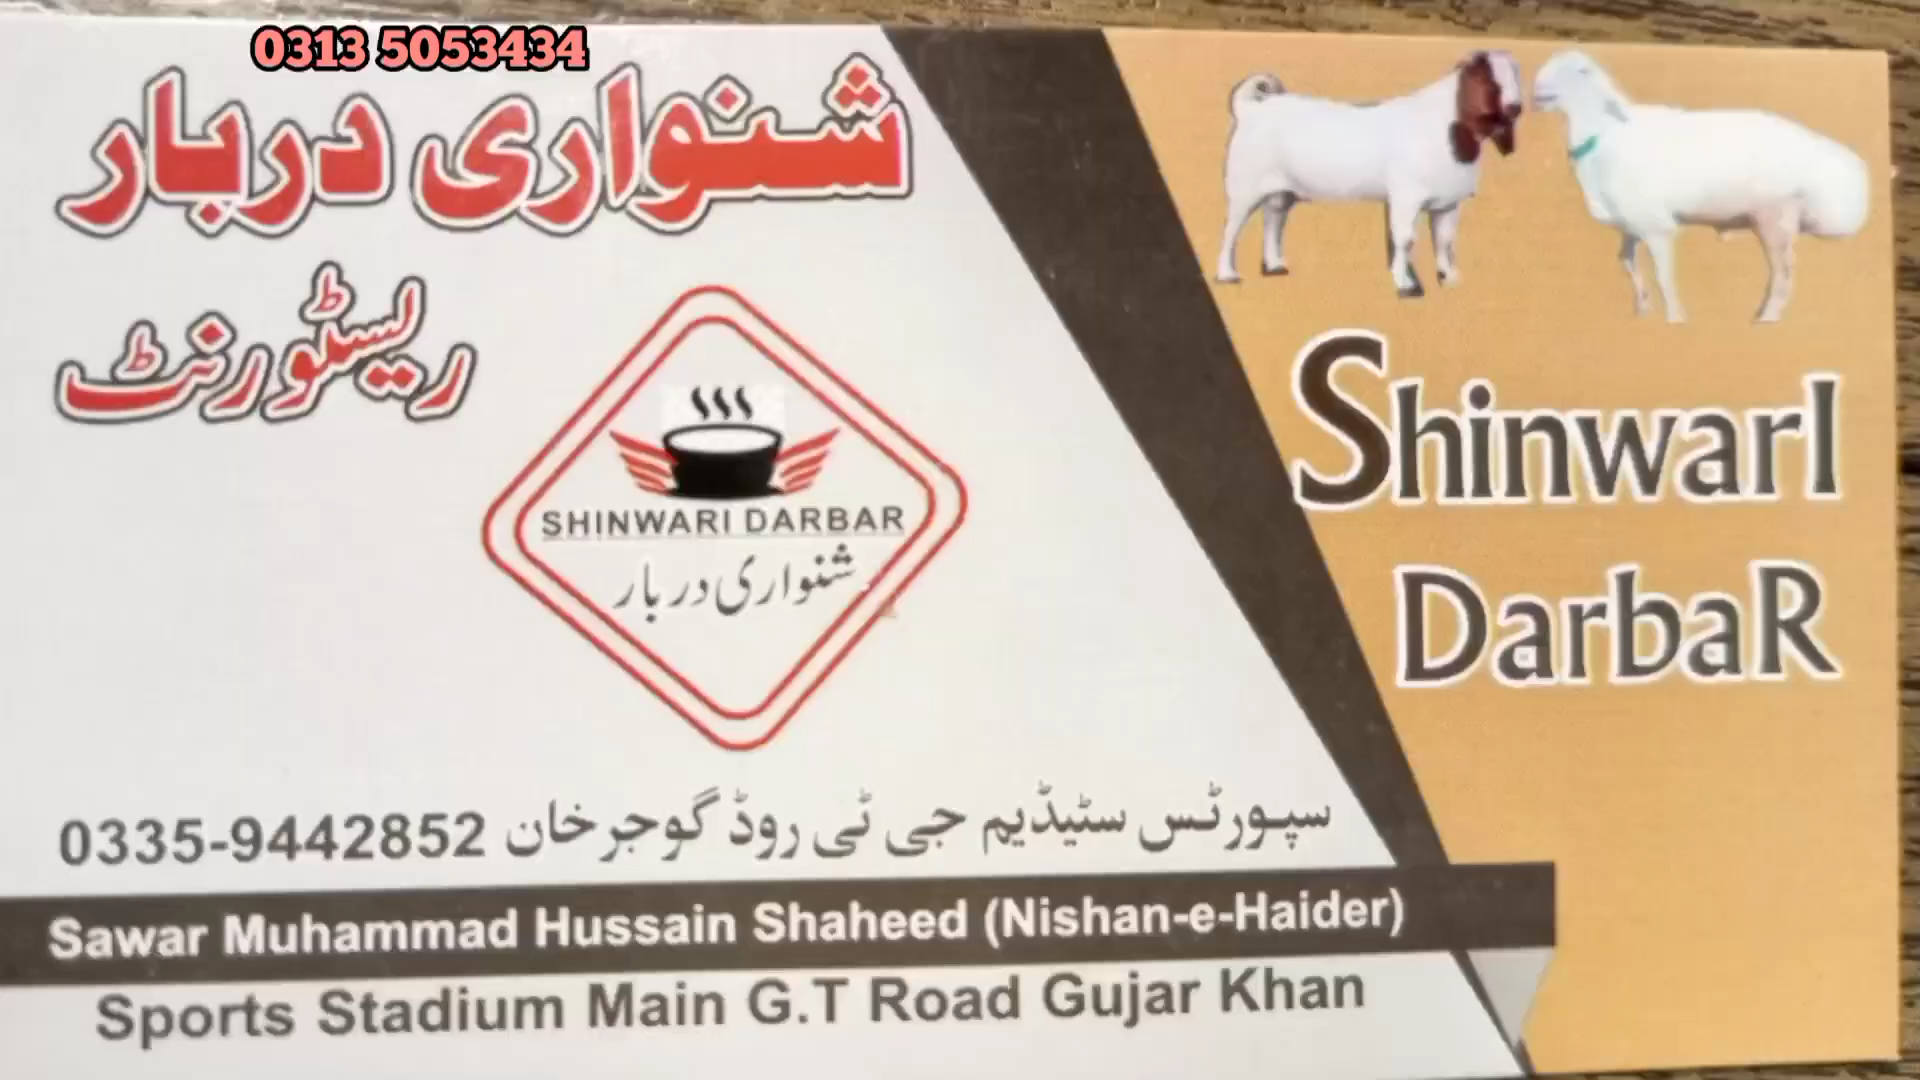 0313 5053434
شنواری دربار
ریسٹورنٹ
SHINWARI DARBAR
شنواری دربار
ShinwarI
DarbaR
سپورٹس سٹیڈیم جی ٹی روڈ گوجرخان 0335-9442852
Sawar Muhammad Hussain Shaheed (Nishan-e-Haider)
Sports Stadium Main G.T Road Gujar Khan